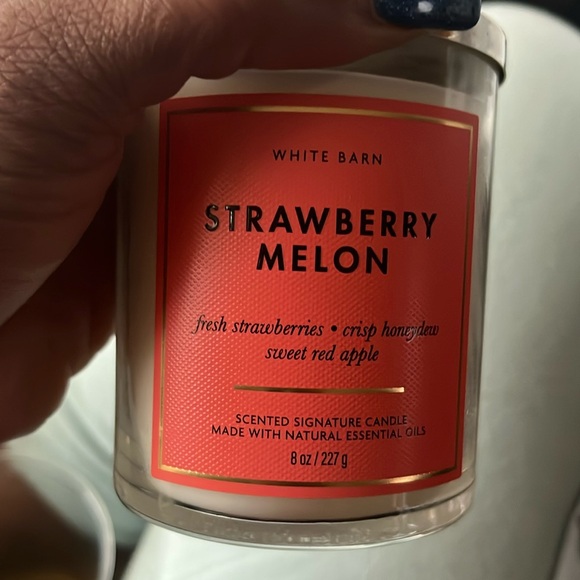 WHITE BARN
STRAWBERRY
MELON
fresh strawberries • crisp honeydew
sweet red apple
SCENTED SIGNATURE CANDLE
MADE WITH NATURAL ESSENTIAL OILS
8 oz / 227 g